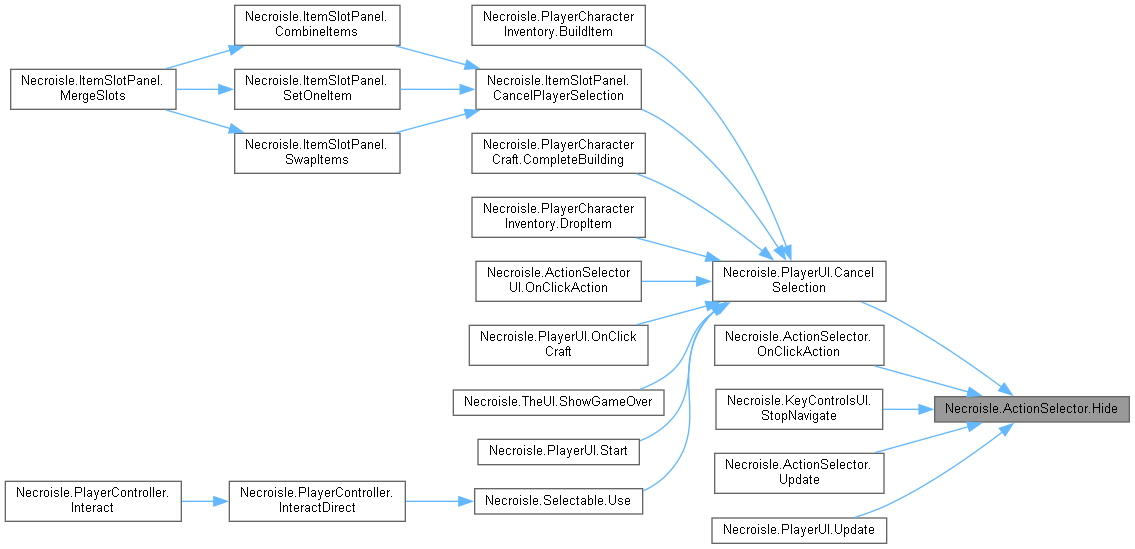 Necroisle.ItemSlotPanel.
MergeSlots
Necroisle.ItemSlotPanel.
CombineItems
Necroisle.ItemSlotPanel.
SetOneItem
Necroisle.ItemSlotPanel.
SwapItems
Necroisle.PlayerController.
Interact
Necroisle.PlayerController.
InteractDirect
Necroisle.PlayerCharacter
Inventory.BuildItem
Necroisle.ItemSlotPanel.
CancelPlayerSelection
Necroisle.PlayerCharacter
Craft.CompleteBuilding
Necroisle.PlayerCharacter
Inventory.DropItem
Necroisle.ActionSelector
UI.OnClickAction
Necroisle.PlayerUI.OnClick
Craft
Necroisle.TheUI.ShowGameOver
Necroisle.PlayerUI.Start
Necroisle.Selectable.Use
Necroisle.PlayerUI.Cancel
Selection
Necroisle.ActionSelector.
OnClickAction
Necroisle.KeyControlsUI.
StopNavigate
Necroisle.ActionSelector.
Update
Necroisle.PlayerUI.Update
Necroisle.ActionSelector.Hide